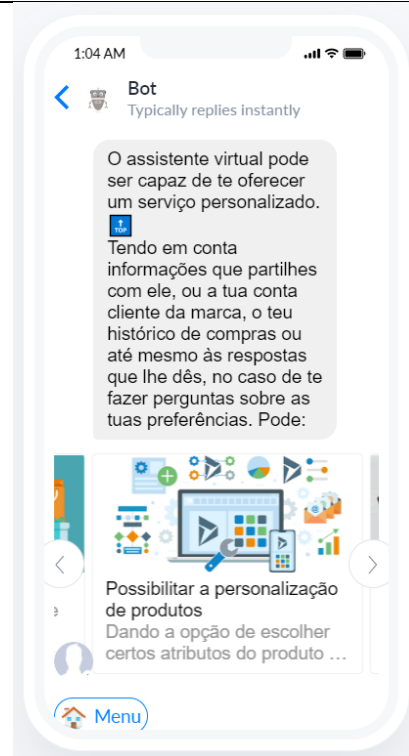 1:04 AM
Bot
Typically replies instantly
O assistente virtual pode
ser capaz de te oferecer
um serviço personalizado.
TOP
Tendo em conta
informações que partilhes
com ele, ou a tua conta
cliente da marca, o teu
histórico de compras ou
até mesmo às respostas
que lhe dês, no caso de te
fazer perguntas sobre as
tuas preferências. Pode:
Possibilitar a personalização
de produtos
Dando a opção de escolher
certos atributos do produto ...
Menu